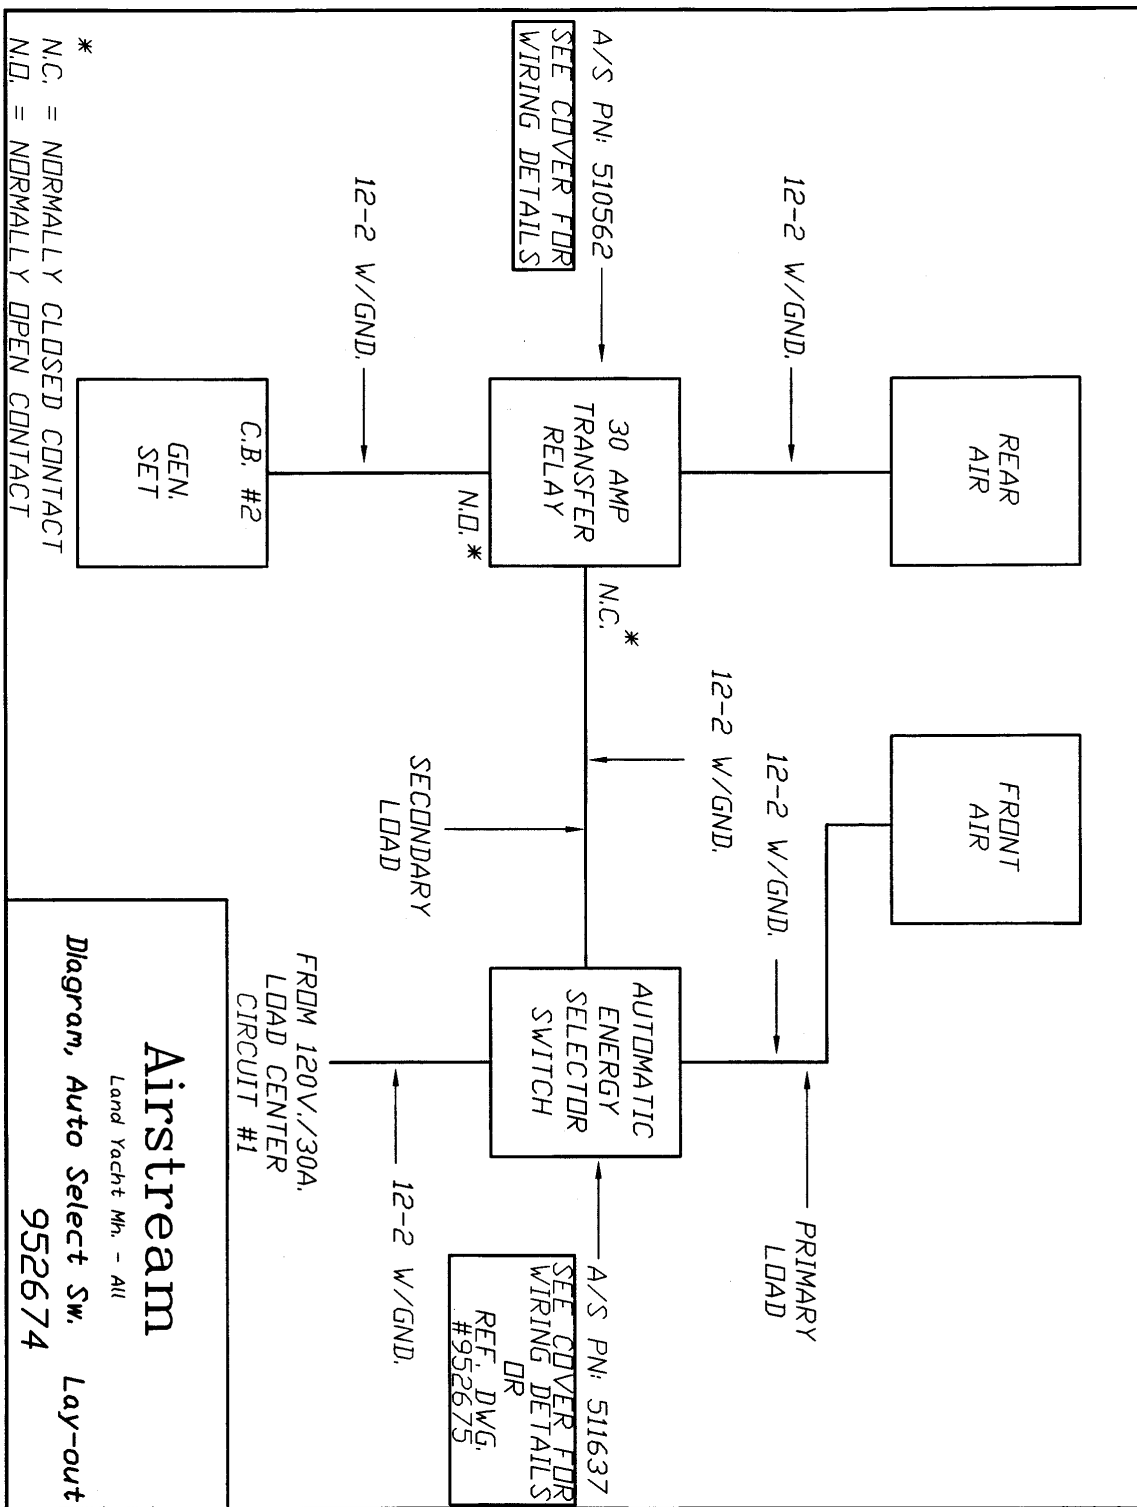 REAR
AIR
FRONT
AIR
12-2 W/GND.
12-2 W/GND.
PRIMARY
LOAD
12-2 W/GND.
A/S PN: 510562
SEE COVER FOR
WIRING DETAILS
30 AMP
TRANSFER
RELAY
N.C. *
N.O. *
AUTOMATIC
ENERGY
SELECTOR
SWITCH
A/S PN: 511637
SEE COVER FOR
WIRING DETAILS
OR
REF. DWG.
#952675
SECONDARY
LOAD
12-2 W/GND.
12-2 W/GND.
FROM 120V./30A.
LOAD CENTER
CIRCUIT #1
C.B. #2
GEN.
SET
*
N.C. = NORMALLY CLOSED CONTACT
N.O. = NORMALLY OPEN CONTACT
Airstream
Land Yacht Mh. - All
Diagram, Auto Select Sw. Lay-out
952674